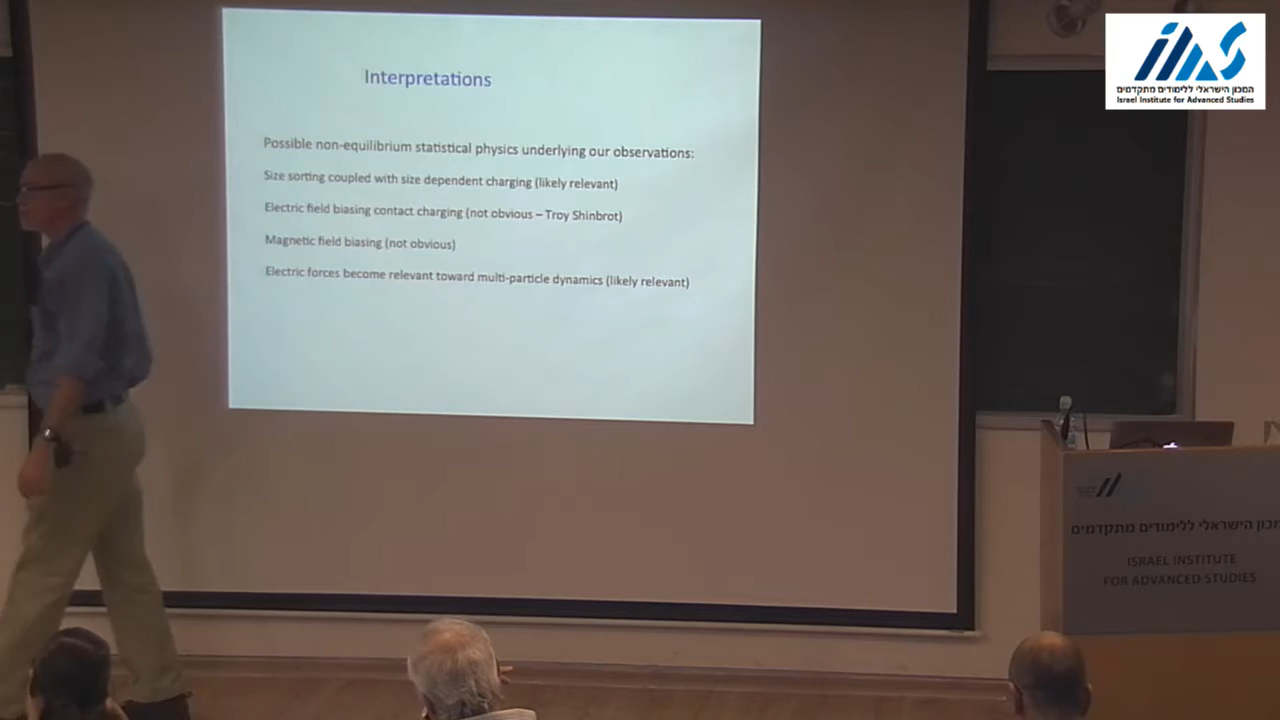 Interpretations
Possible non-equilibrium statistical physics underlying our observations:
Size sorting coupled with size dependent charging (likely relevant)
Electric field biasing contact charging (not obvious – Troy Shinbrot)
Magnetic field biasing (not obvious)
Electric forces become relevant toward multi-particle dynamics (likely relevant)
המכון הישראלי ללימודים מתקדמים
Israel Institute for Advanced Studies
הישראלי ללימודים מתקדמים
ISRAEL INSTITUTE
FOR ADVANCED STUDIES